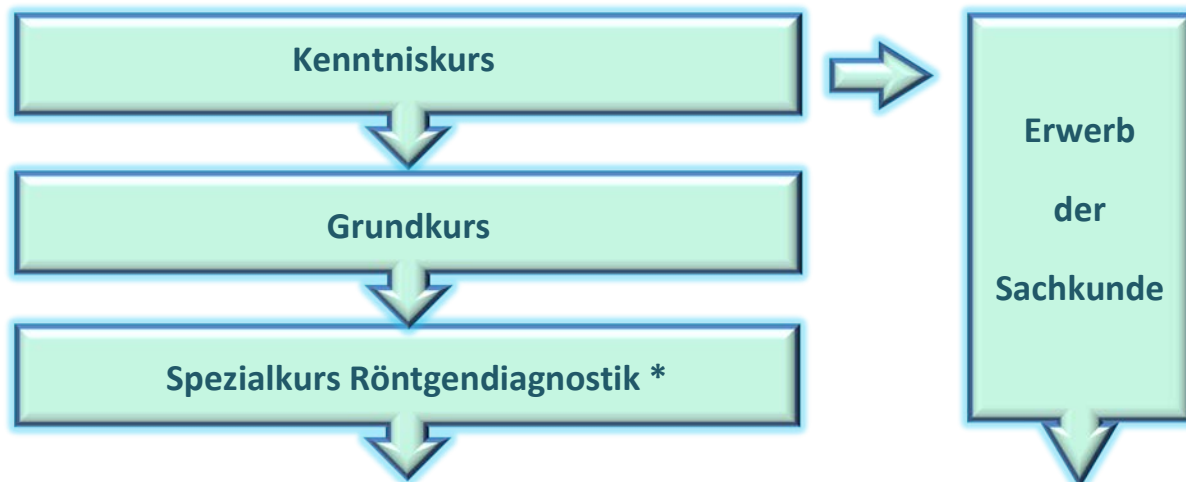 Kenntniskurs
Grundkurs
Spezialkurs Röntgendiagnostik *
Erwerb
der
Sachkunde